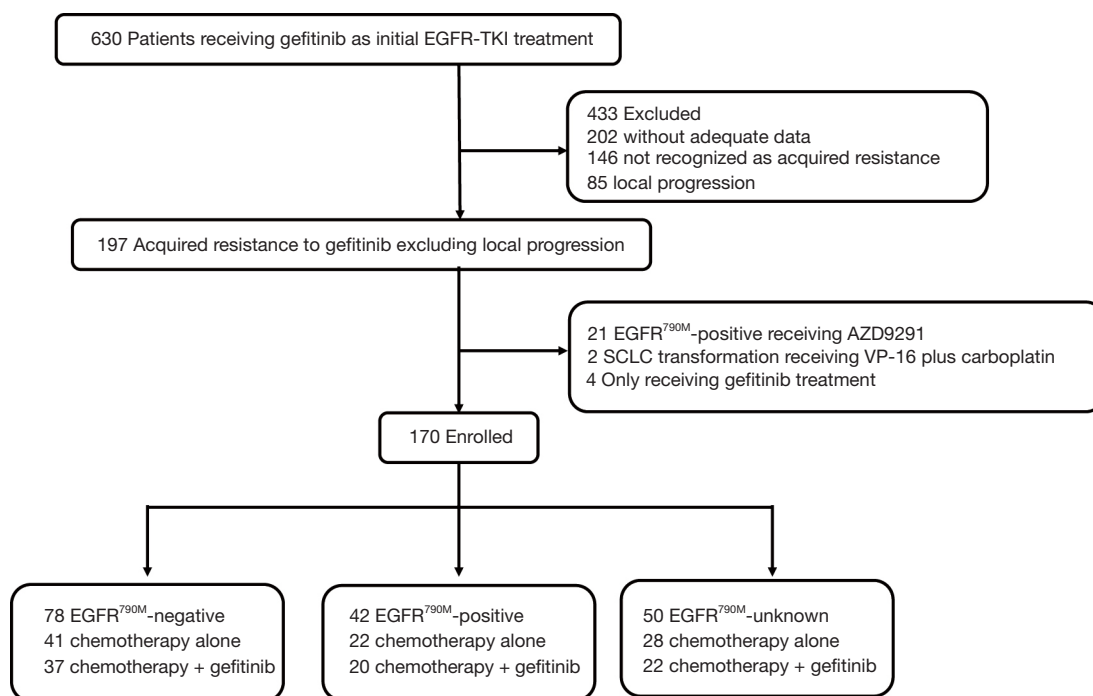 630 Patients receiving gefitinib as initial EGFR-TKI treatment
433 Excluded
202 without adequate data
146 not recognized as acquired resistance
85 local progression
197 Acquired resistance to gefitinib excluding local progression
21 EGFR790M-positive receiving AZD9291
2 SCLC transformation receiving VP-16 plus carboplatin
4 Only receiving gefitinib treatment
170 Enrolled
78 EGFR790M-negative
41 chemotherapy alone
37 chemotherapy + gefitinib
42 EGFR790M-positive
22 chemotherapy alone
20 chemotherapy + gefitinib
50 EGFR790M-unknown
28 chemotherapy alone
22 chemotherapy + gefitinib